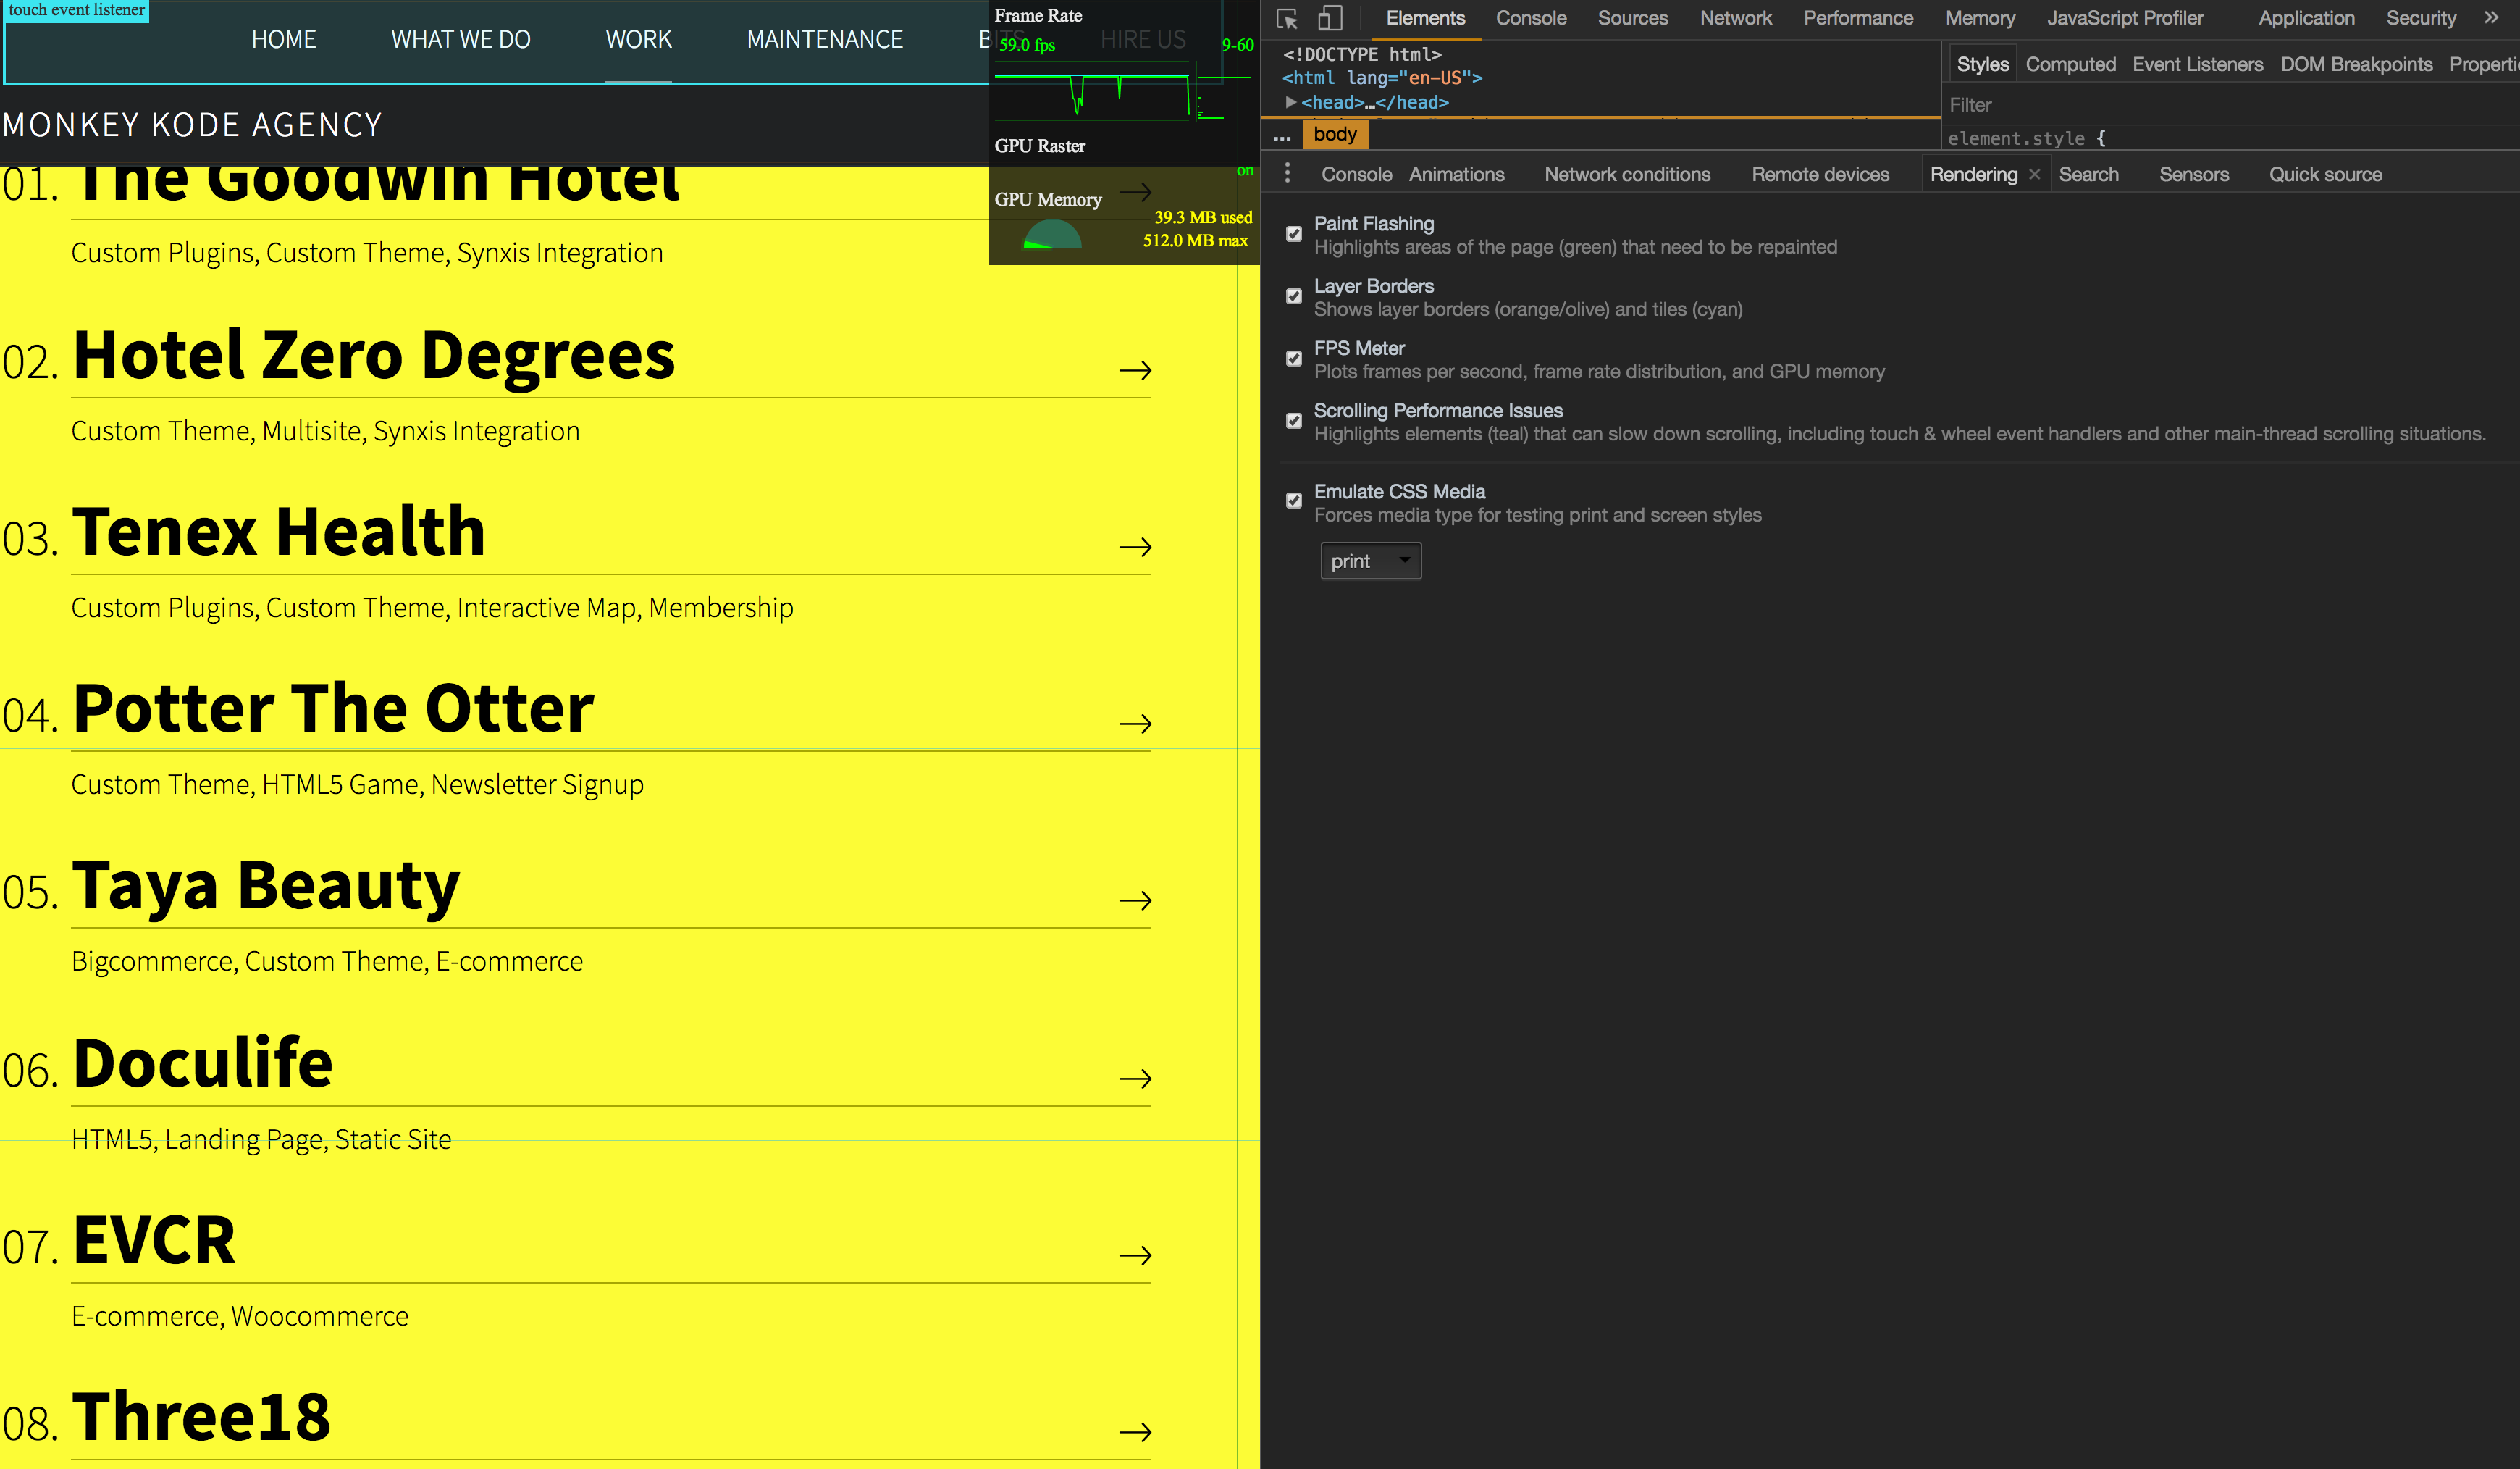 touch event listener
HOME WHAT WE DO WORK MAINTENANCE BITS HIRE US
MONKEY KODE AGENCY
Frame Rate
59.0 fps 9-60
GPU Raster
on
GPU Memory
39.3 MB used
512.0 MB max
01. The Goodwin Hotel
Custom Plugins, Custom Theme, Synxis Integration
02. Hotel Zero Degrees
Custom Theme, Multisite, Synxis Integration
03. Tenex Health
Custom Plugins, Custom Theme, Interactive Map, Membership
04. Potter The Otter
Custom Theme, HTML5 Game, Newsletter Signup
05. Taya Beauty
Bigcommerce, Custom Theme, E-commerce
06. Doculife
HTML5, Landing Page, Static Site
07. EVCR
E-commerce, Woocommerce
08. Three18
Elements Console Sources Network Performance Memory JavaScript Profiler Application Security »
<!DOCTYPE html>
<html lang="en-US">
<head>…</head>
... body
Styles Computed Event Listeners DOM Breakpoints Properti
Filter
element.style {
Console Animations Network conditions Remote devices Rendering × Search Sensors Quick source
Paint Flashing
Highlights areas of the page (green) that need to be repainted
Layer Borders
Shows layer borders (orange/olive) and tiles (cyan)
FPS Meter
Plots frames per second, frame rate distribution, and GPU memory
Scrolling Performance Issues
Highlights elements (teal) that can slow down scrolling, including touch & wheel event handlers and other main-thread scrolling situations.
Emulate CSS Media
Forces media type for testing print and screen styles
print